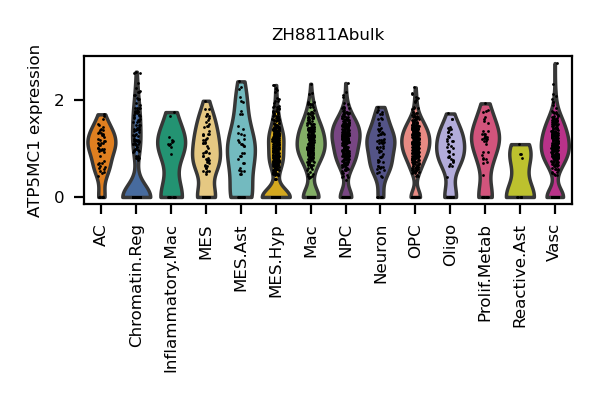 ZH8811Abulk
ATP5MC1 expression
2
0
AC
Chromatin.Reg
Inflammatory.Mac
MES
MES.Ast
MES.Hyp
Mac
NPC
Neuron
OPC
Oligo
Prolif.Metab
Reactive.Ast
Vasc